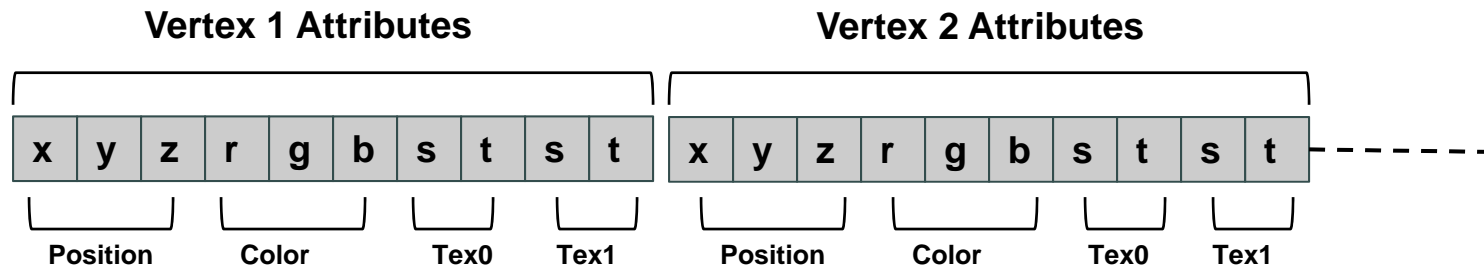 Vertex 1 Attributes Vertex 2 Attributes
x y z r g b s t s t x y z r g b s t s t
Position Color Tex0 Tex1 Position Color Tex0 Tex1